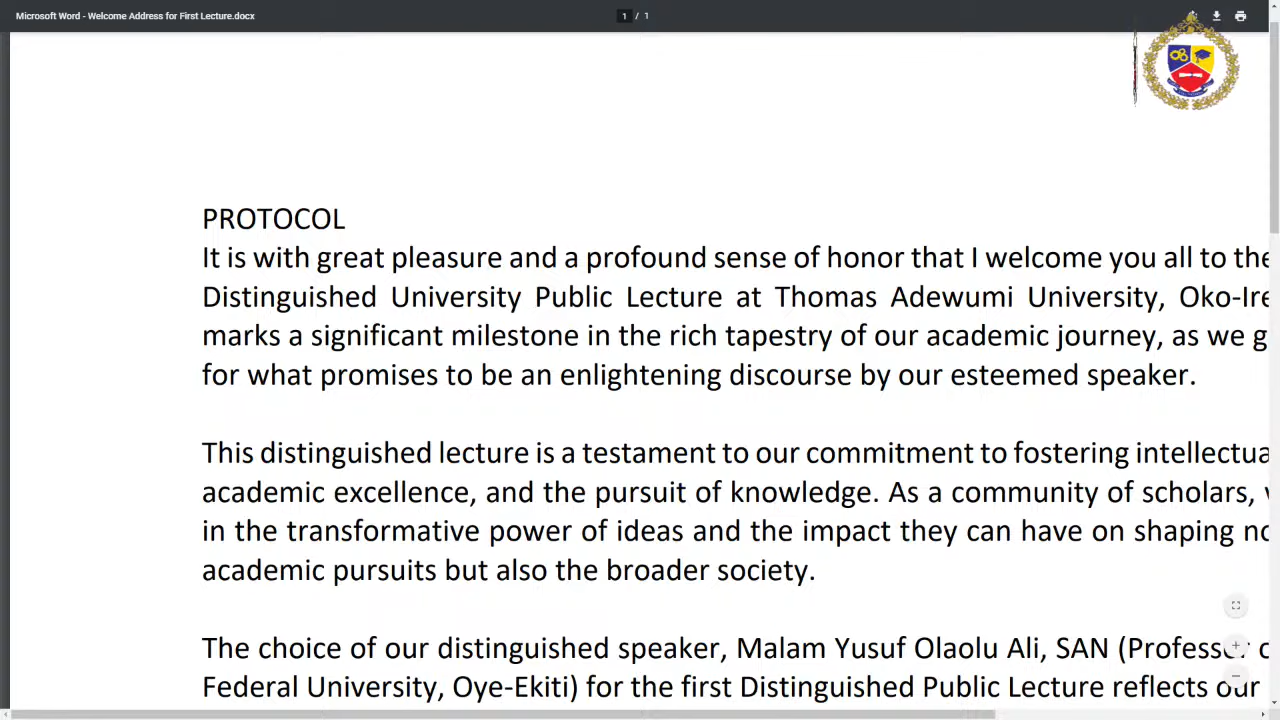 Microsoft Word - Welcome Address for First Lecture.docx
1 / 1
PROTOCOL
It is with great pleasure and a profound sense of honor that I welcome you all to the
Distinguished University Public Lecture at Thomas Adewumi University, Oko-Ire
marks a significant milestone in the rich tapestry of our academic journey, as we g
for what promises to be an enlightening discourse by our esteemed speaker.
This distinguished lecture is a testament to our commitment to fostering intellectua
academic excellence, and the pursuit of knowledge. As a community of scholars,
in the transformative power of ideas and the impact they can have on shaping no
academic pursuits but also the broader society.
The choice of our distinguished speaker, Malam Yusuf Olaolu Ali, SAN (Professor o
Federal University, Oye-Ekiti) for the first Distinguished Public Lecture reflects our